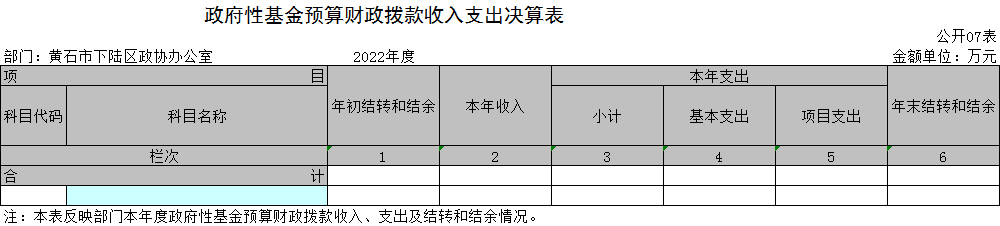 政府性基金预算财政拨款收入支出决算表
公开07表
部门：黄石市下陆区政协办公室 2022年度 金额单位：万元
项 目 年初结转和结余 本年收入 本年支出 年末结转和结余
科目代码 科目名称 小计 基本支出 项目支出
栏次 1 2 3 4 5 6
合 计
注：本表反映部门本年度政府性基金预算财政拨款收入、支出及结转和结余情况。